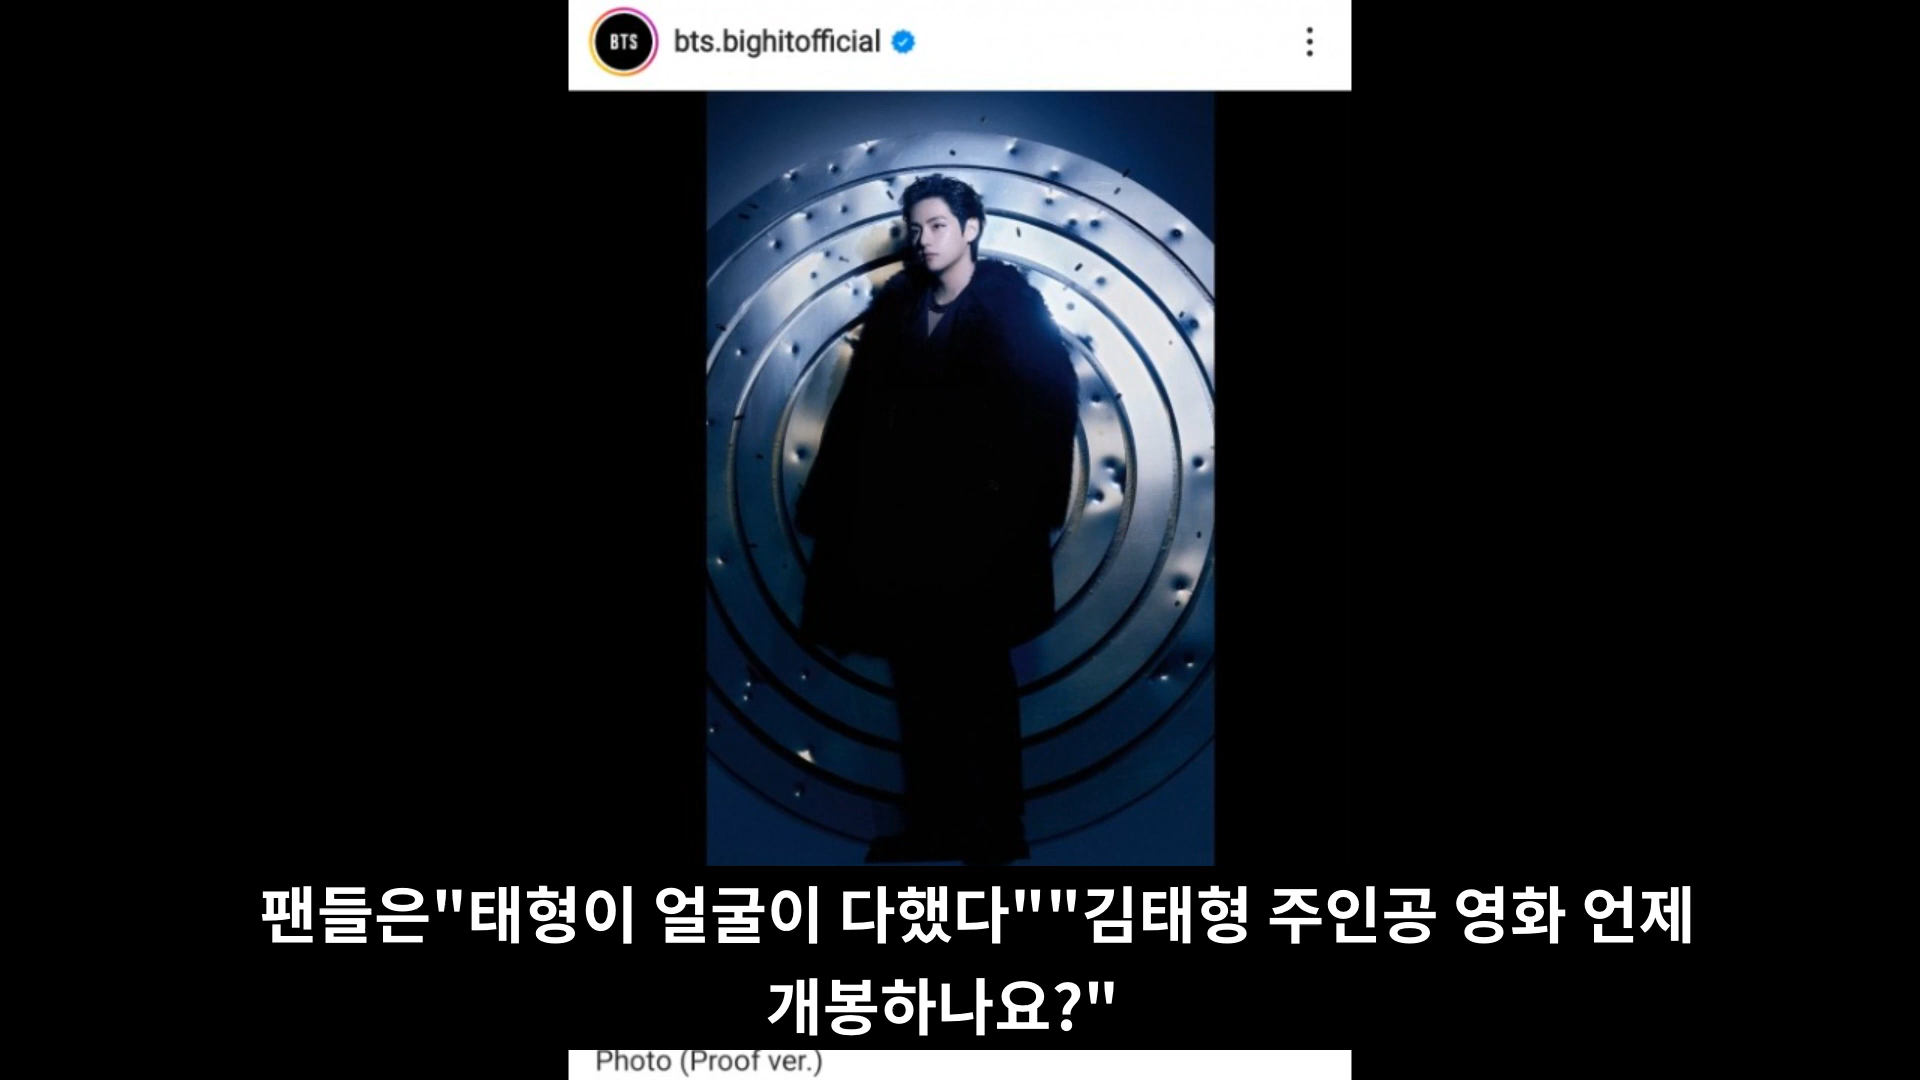 BTS
bts.bighitofficial
팬들은"태형이 얼굴이 다했다""김태형 주인공 영화 언제
개봉하나요?"
Photo (Proof ver.)